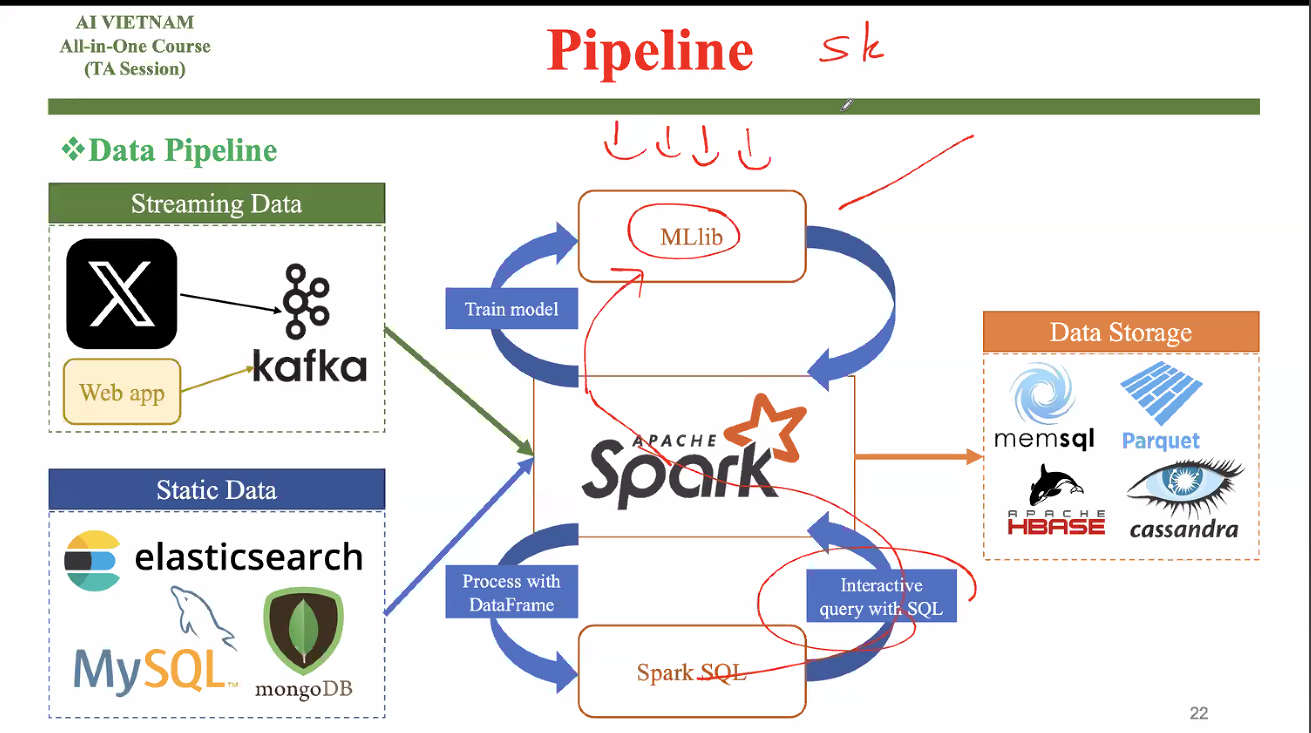 AI VIETNAM
All-in-One Course
(TA Session)
Pipeline
sk
❖Data Pipeline
Streaming Data
X
kafka
Web app
Static Data
elasticsearch
MySQL™
mongoDB
MLlib
Train model
APACHE
Spark
Process with
DataFrame
Interactive
query with SQL
Spark SQL
Data Storage
memsql
Parquet
APACHE
HBASE
cassandra
22